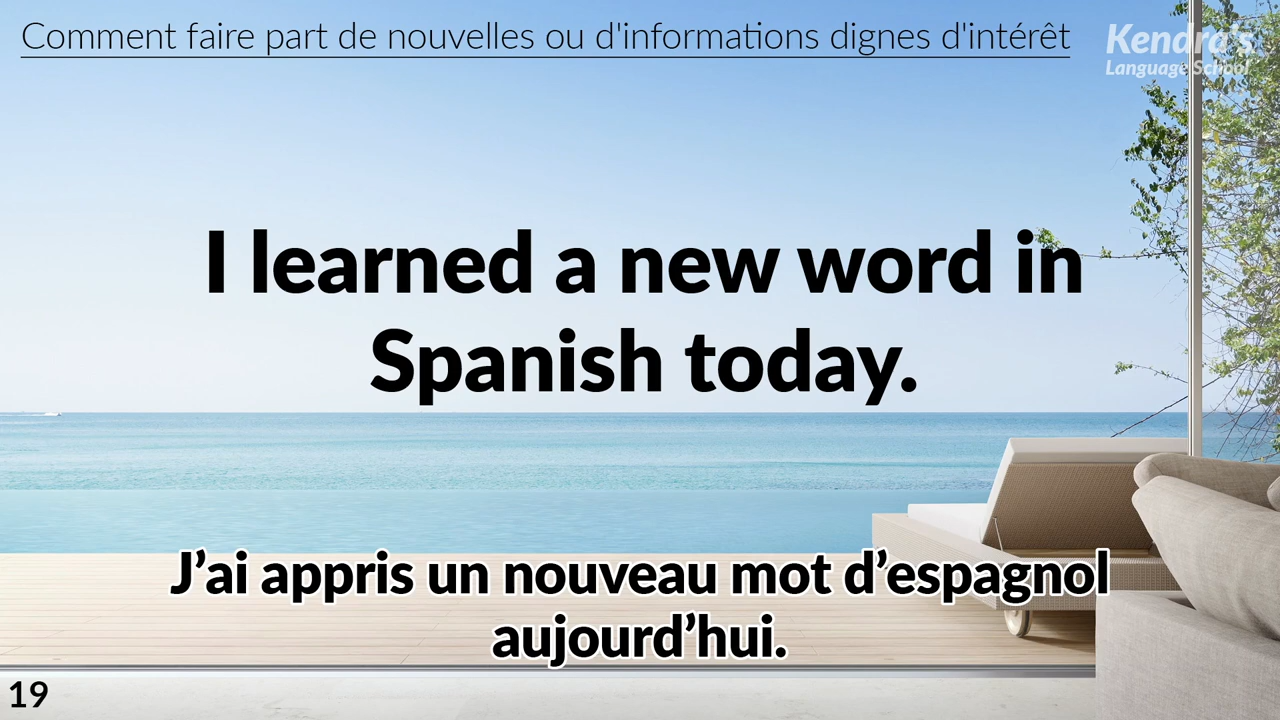 Comment faire part de nouvelles ou d'informations dignes d'intérêt
Kendra's
Language School
I learned a new word in
Spanish today.
J’ai appris un nouveau mot d’espagnol
aujourd’hui.
19